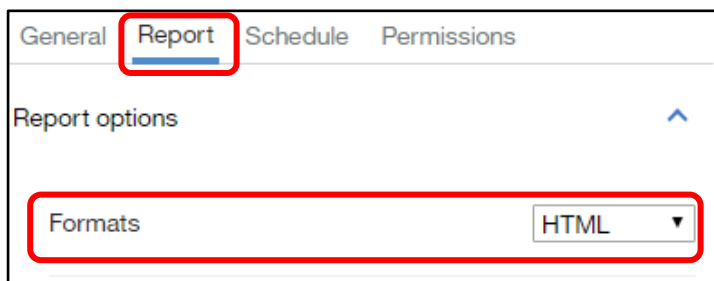 General Report Schedule Permissions
Report options
Formats HTML